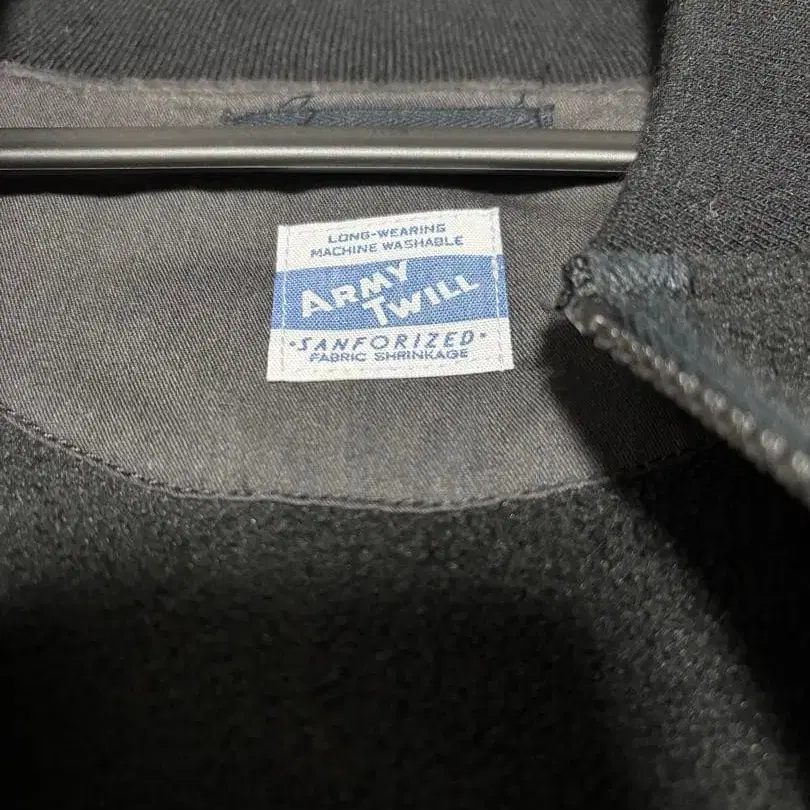 LONG-WEARING
MACHINE WASHABLE
ARMY
TWILL
·SANFORIZED·
FABRIC SHRINKAGE